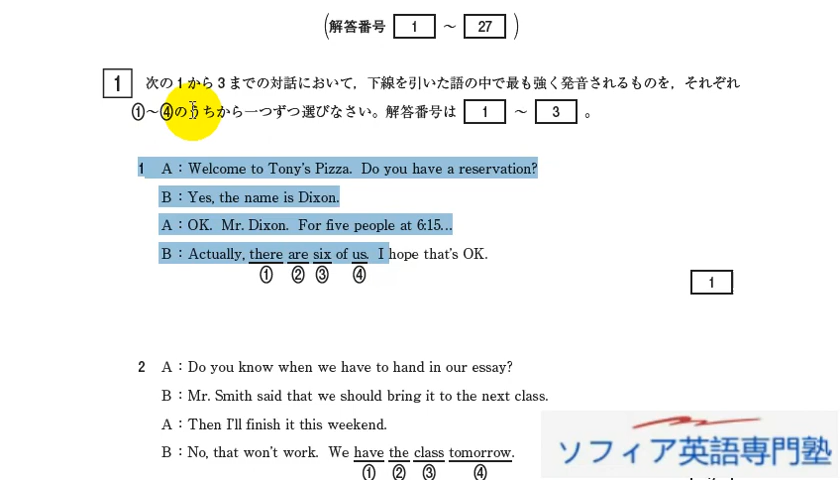 (解答番号 1 ～ 27 )
1 次の1から3までの対話において，下線を引いた語の中で最も強く発音されるものを，それぞれ
①～④のうちから一つずつ選びなさい。解答番号は 1 ～ 3 。
1 A：Welcome to Tony's Pizza. Do you have a reservation?
B：Yes, the name is Dixon.
A：OK. Mr. Dixon. For five people at 6:15...
B：Actually, there are six of us. I hope that's OK.
① ② ③ ④
1
2 A：Do you know when we have to hand in our essay?
B：Mr. Smith said that we should bring it to the next class.
A：Then I'll finish it this weekend.
B：No, that won't work. We have the class tomorrow.
① ② ③ ④
ソフィア英語専門塾